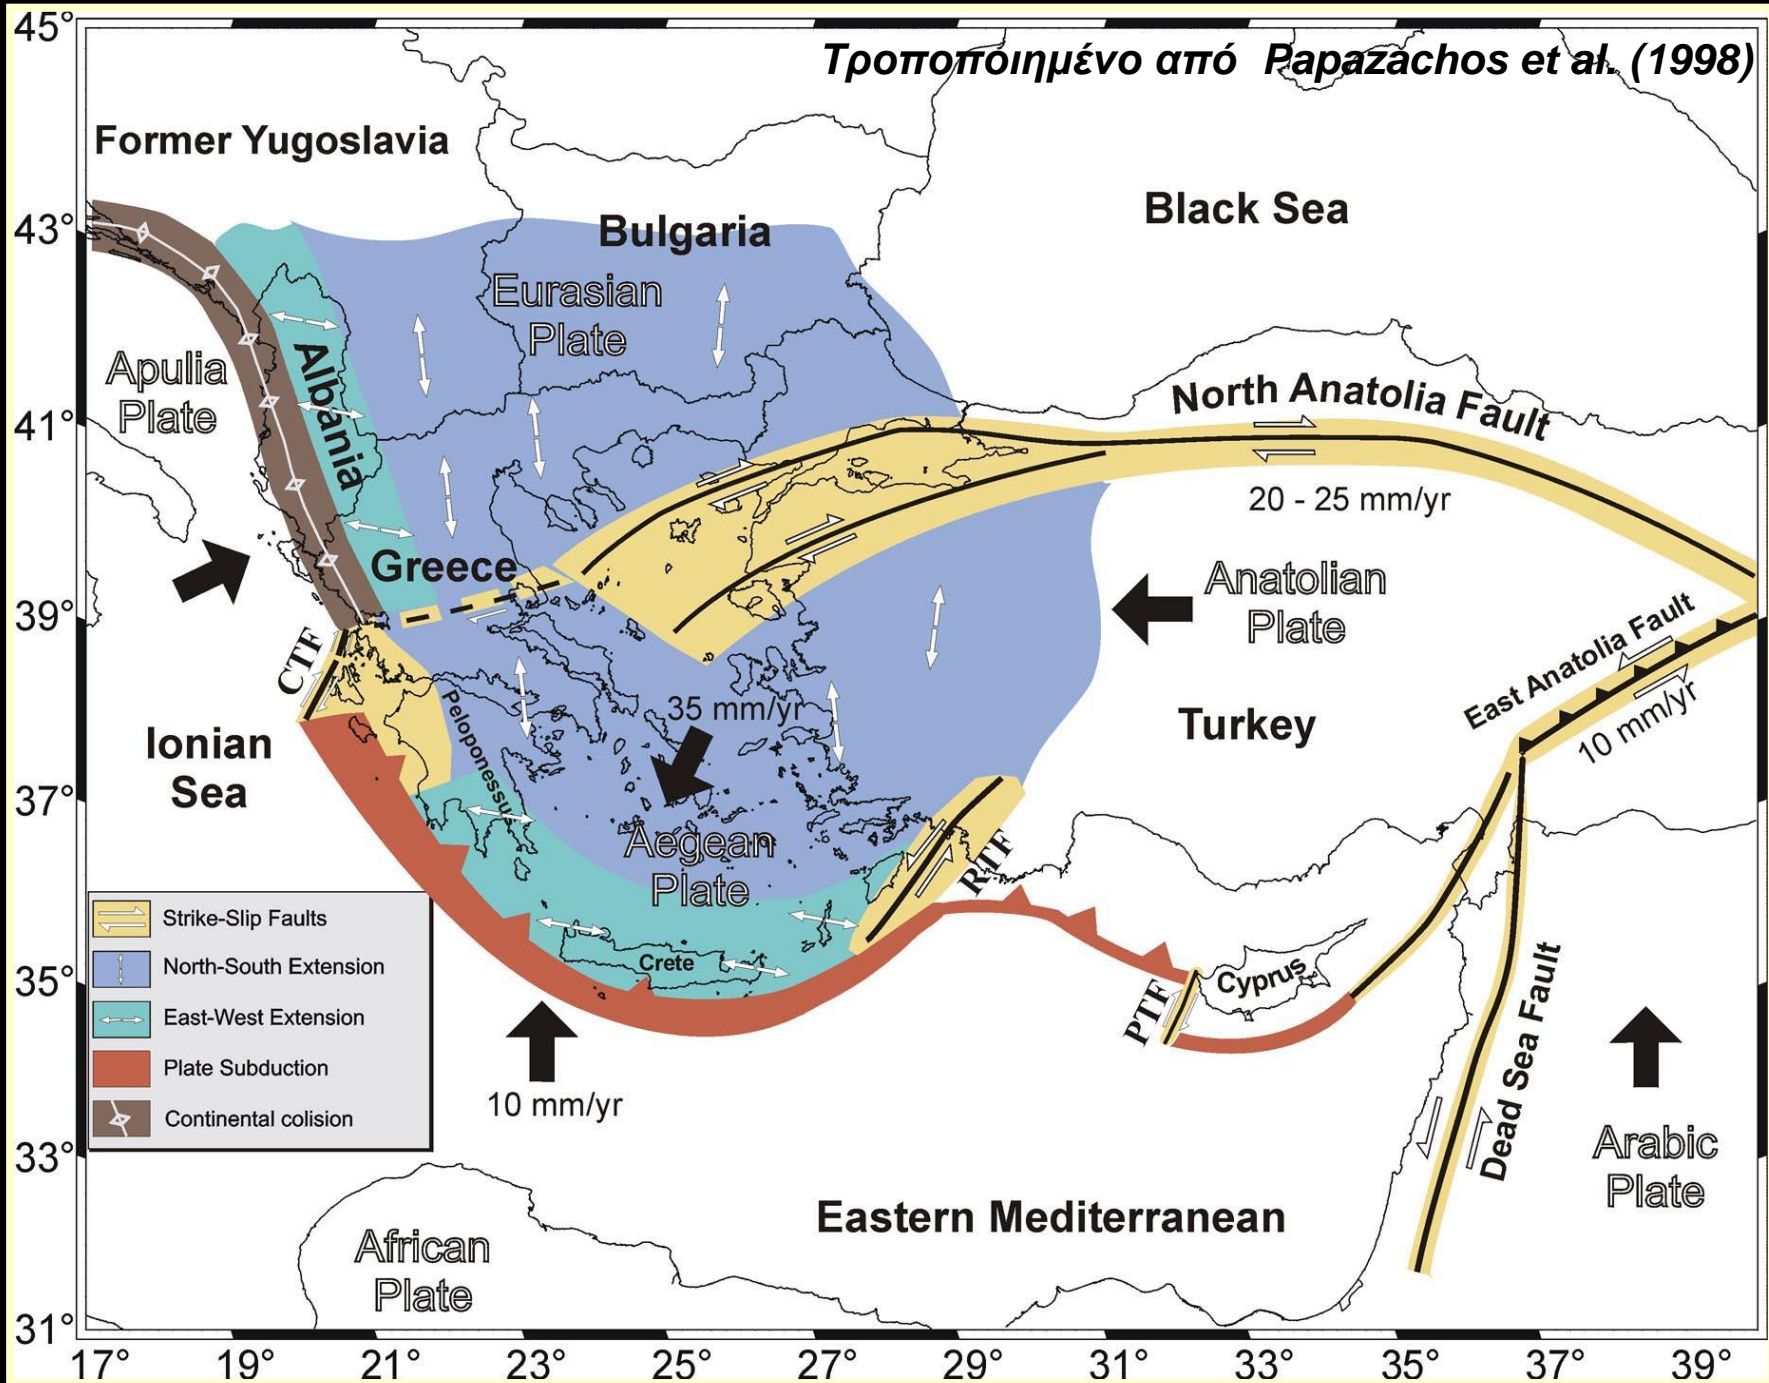 Τροποποιημένο από Papazachos et al. (1998)
Former Yugoslavia
Black Sea
Bulgaria
Eurasian
Plate
Apulia
Plate
Albania
North Anatolia Fault
20 - 25 mm/yr
Greece
Anatolian
Plate
East Anatolia Fault
10 mm/yr
CTF
Peloponessus
35 mm/yr
Turkey
Ionian
Sea
Aegean
Plate
RTF
Crete
Cyprus
PTF
Dead Sea Fault
10 mm/yr
Arabic
Plate
Eastern Mediterranean
African
Plate
Strike-Slip Faults
North-South Extension
East-West Extension
Plate Subduction
Continental colision
45°
43°
41°
39°
37°
35°
33°
31°
17° 19° 21° 23° 25° 27° 29° 31° 33° 35° 37° 39°